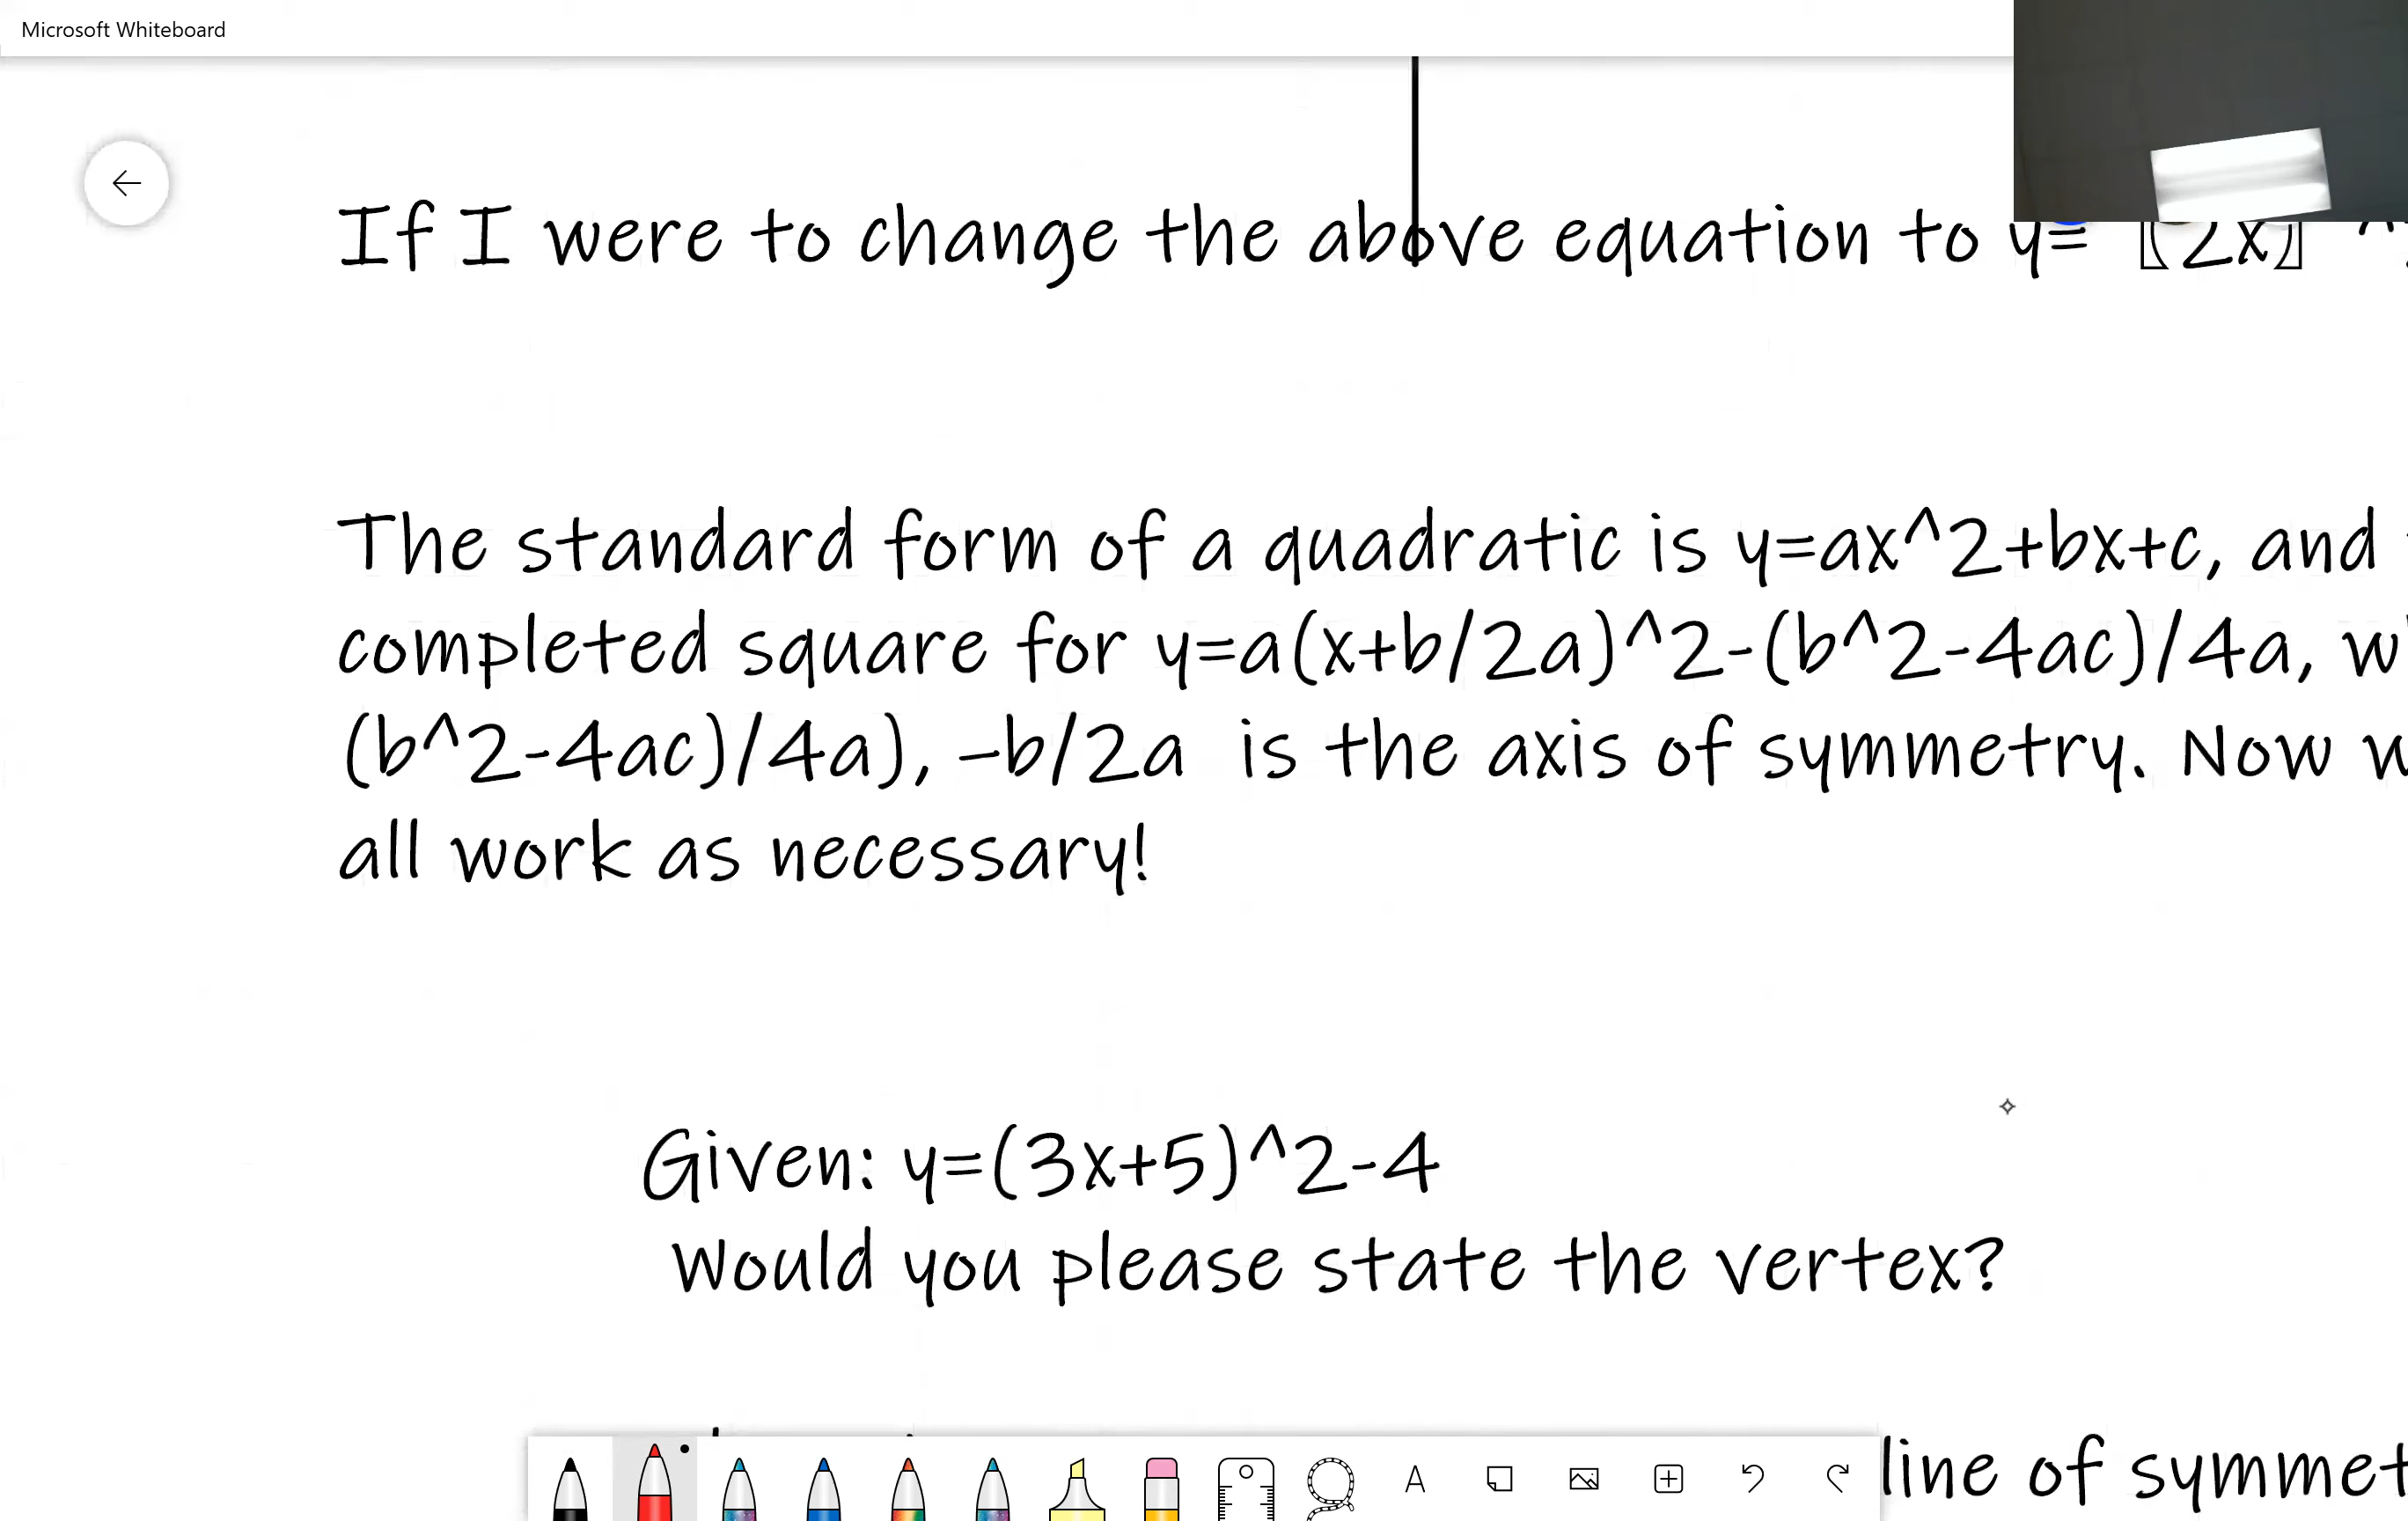 Microsoft Whiteboard
If I were to change the above equation to y= 〖2x〗
The standard form of a quadratic is y=ax^2+bx+c, and
completed square for y=a(x+b/2a)^2-(b^2-4ac)/4a,
(b^2-4ac)/4a), –b/2a is the axis of symmetry. Now
all work as necessary!
Given: y=(3x+5)^2-4
Would you please state the vertex?
line of